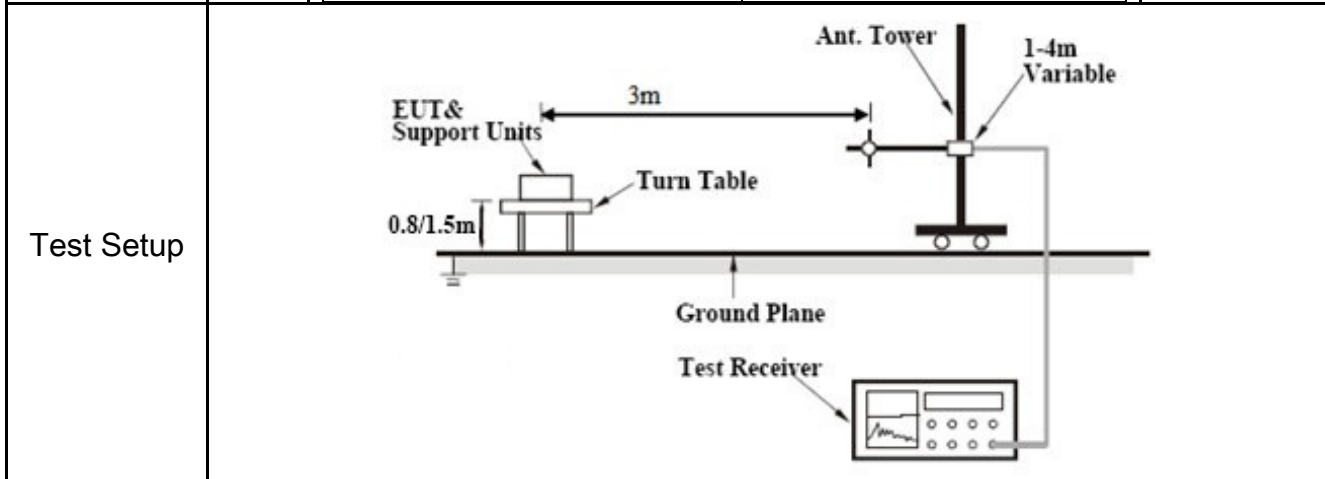 Test Setup
Ant. Tower
1-4m
Variable
3m
EUT&
Support Units
Turn Table
0.8/1.5m
Ground Plane
Test Receiver